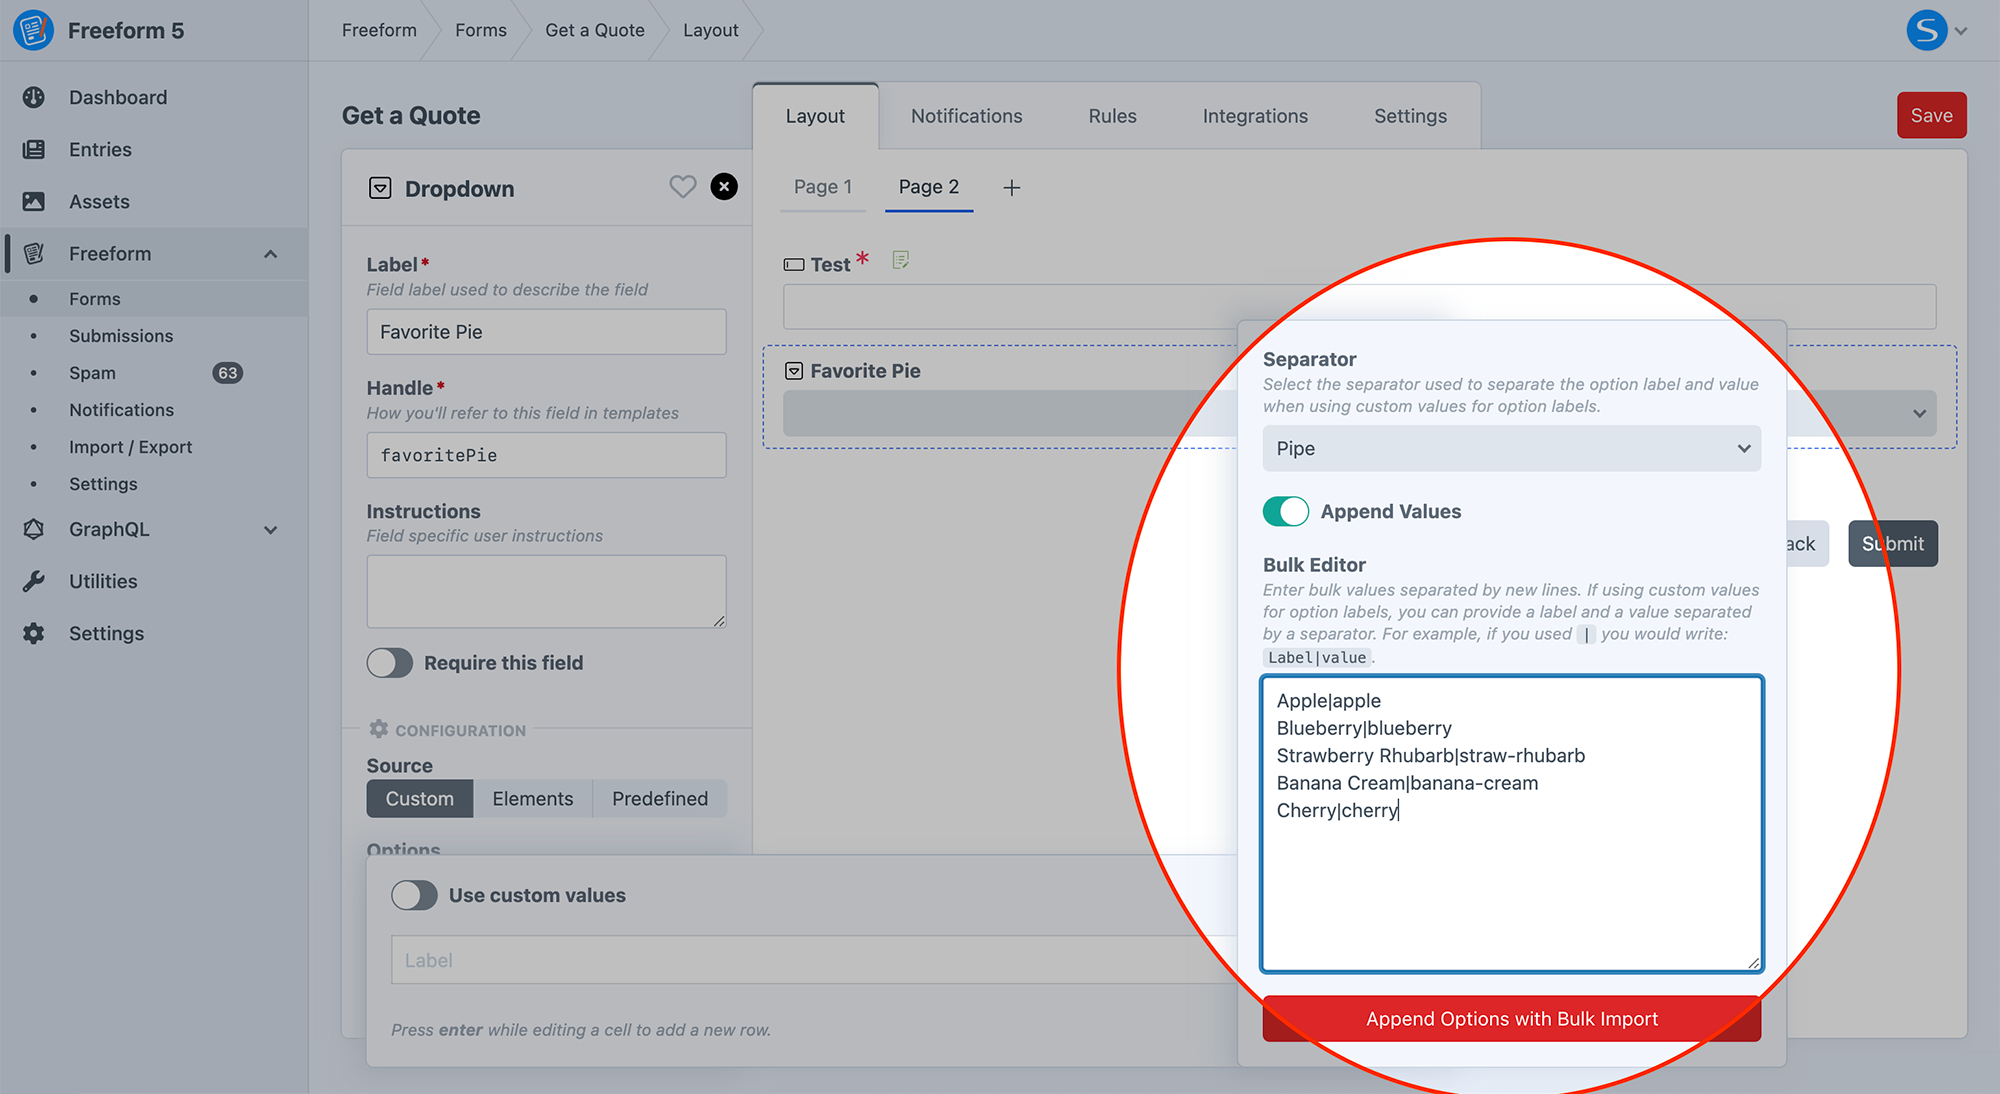 Freeform 5
Freeform
Forms
Get a Quote
Layout
S
Dashboard
Entries
Assets
Freeform
Forms
Submissions
Spam 63
Notifications
Import / Export
Settings
GraphQL
Utilities
Settings
Get a Quote
Layout
Notifications
Rules
Integrations
Settings
Save
Dropdown
Label*
Field label used to describe the field
Favorite Pie
Handle*
How you'll refer to this field in templates
favoritePie
Instructions
Field specific user instructions
Require this field
CONFIGURATION
Source
Custom
Elements
Predefined
Options
Use custom values
Label
Press enter while editing a cell to add a new row.
Page 1
Page 2
+
Test *
Favorite Pie
ack
Submit
Separator
Select the separator used to separate the option label and value
when using custom values for option labels.
Pipe
Append Values
Bulk Editor
Enter bulk values separated by new lines. If using custom values
for option labels, you can provide a label and a value separated
by a separator. For example, if you used | you would write:
Label|value.
Apple|apple
Blueberry|blueberry
Strawberry Rhubarb|straw-rhubarb
Banana Cream|banana-cream
Cherry|cherry
Append Options with Bulk Import